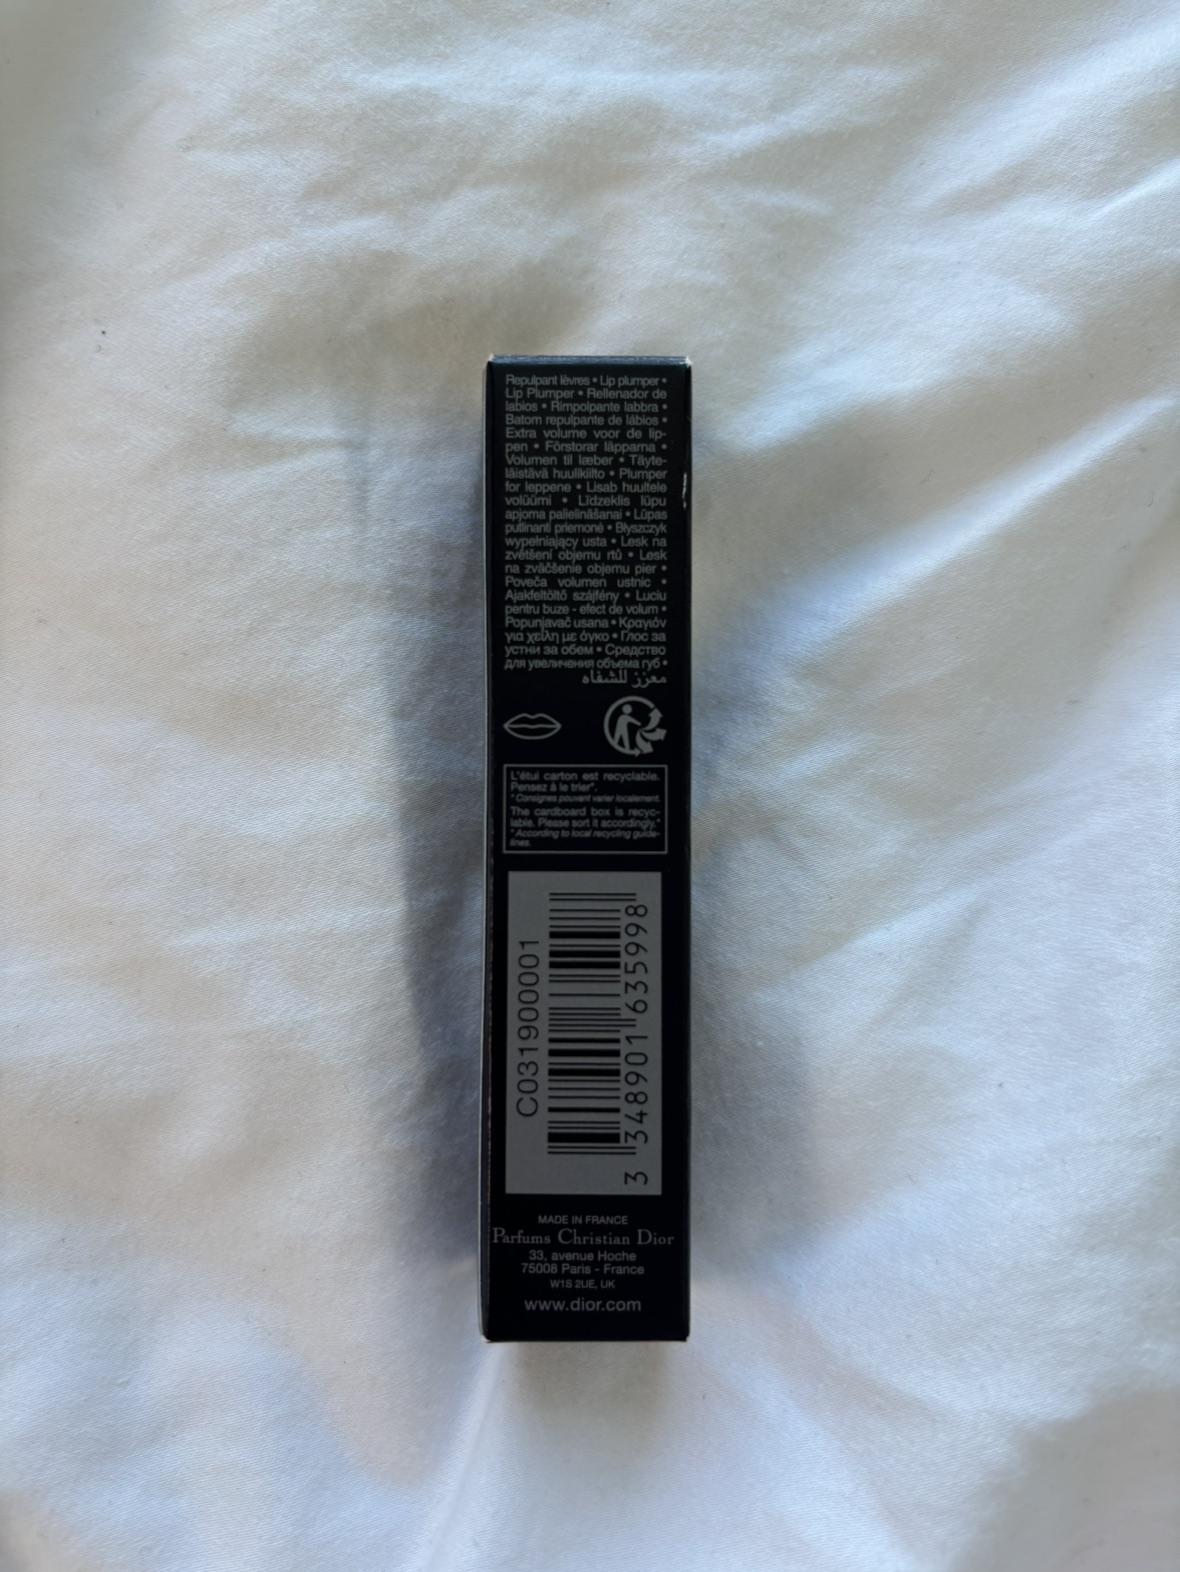 Repulpant lèvres • Lip plumper •
Lip Plumper • Rellenador de
labios • Rimpolpante labbra •
Batom repulpante de lábios •
Extra volume voor de lip-
pen • Förstorar läpparna •
Volumen til læber • Täyte-
läistävä huulikiilto • Plumper
for leppene • Lisab huultele
volüümi • Līdzeklis lūpu
apjoma palielināšanai • Lūpas
putlinanti priemonė • Błyszczyk
wypełniający usta • Lesk na
zvětšení objemu rtů • Lesk
na zväčšenie objemu pier •
Poveča volumen ustnic •
Ajakfeltöltő szájfény • Luciu
pentru buze - efect de volum •
Popunjavač usana • Κραγιόν
για χείλη με όγκο • Глос за
устни за обем • Средство
для увеличения объема губ •
معزز للشفاه
L'étui carton est recyclable.
Pensez à le trier*.
* Consignes pouvant varier localement.
The cardboard box is recyc-
lable. Please sort it accordingly.*
* According to local recycling guide-
lines.
C031900001
3 348901 635998
MADE IN FRANCE
Parfums Christian Dior
33, avenue Hoche
75008 Paris - France
W1S 2UE, UK
www.dior.com